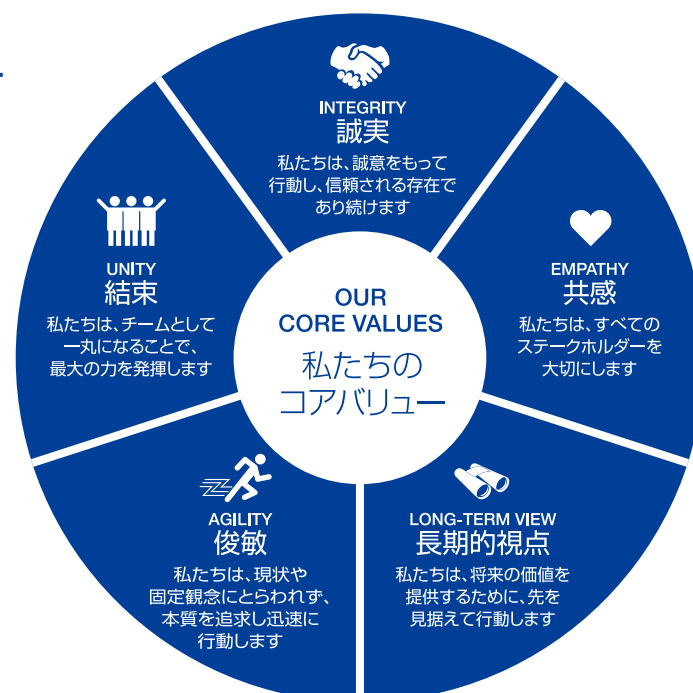 INTEGRITY
誠実
私たちは、誠意をもって
行動し、信頼される存在で
あり続けます
EMPATHY
共感
私たちは、すべての
ステークホルダーを
大切にします
LONG-TERM VIEW
長期的視点
私たちは、将来の価値を
提供するために、先を
見据えて行動します
AGILITY
俊敏
私たちは、現状や
固定観念にとらわれず、
本質を追求し迅速に
行動します
UNITY
結束
私たちは、チームとして
一丸になることで、
最大の力を発揮します
OUR
CORE VALUES
私たちの
コアバリュー